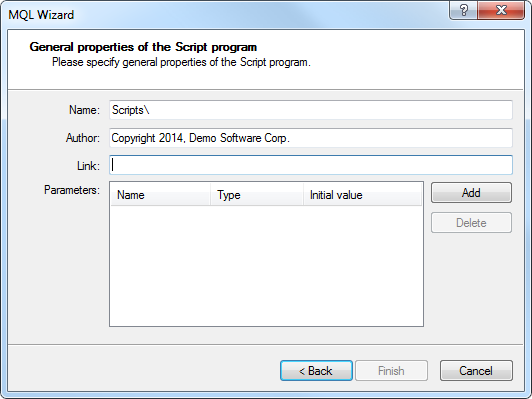 MQL Wizard
General properties of the Script program
Please specify general properties of the Script program.
Name: Scripts\
Author: Copyright 2014, Demo Software Corp.
Link:
Parameters: Name Type Initial value
Add
Delete
< Back Finish Cancel